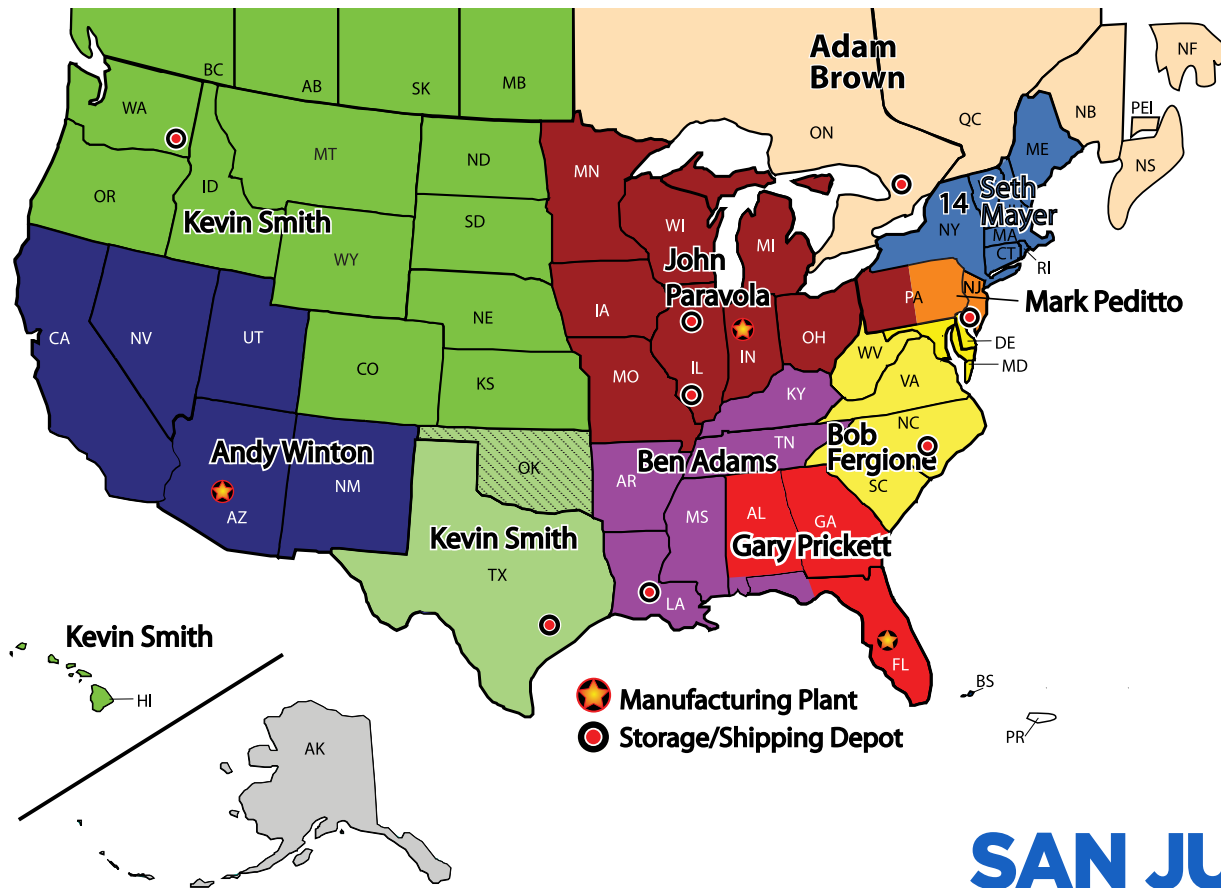 Adam
Brown
NF
BC
AB
SK
MB
WA
ON
QC
NB
PEI
NS
ME
MT
ND
MN
OR
ID
Kevin Smith
SD
WI
MI
14
Seth
Mayer
NY
MA
CT
RI
WY
John
Paravola
IA
NE
PA
NJ
Mark Peditto
CA
NV
UT
CO
KS
MO
IL
IN
OH
WV
VA
DE
MD
KY
Andy Winton
NM
AZ
OK
AR
TN
Ben Adams
NC
Bob
Fergione
SC
MS
AL
GA
Gary Prickett
Kevin Smith
TX
LA
FL
Kevin Smith
HI
BS
PR
AK
Manufacturing Plant
Storage/Shipping Depot
SAN JU